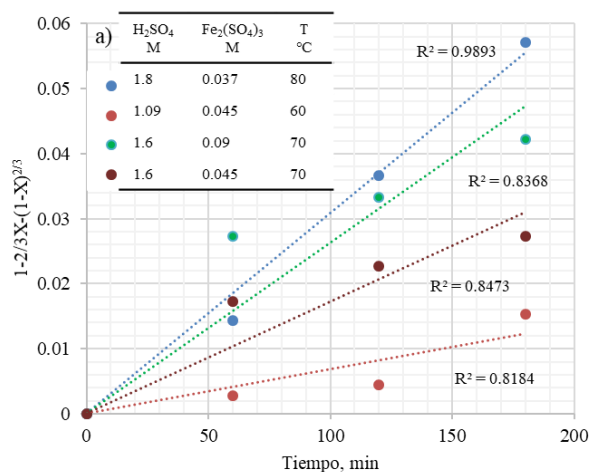 0.06
0.05
0.04
0.03
0.02
0.01
0
0
50
100
150
200
1-2/3X-(1-X)2/3
Tiempo, min
a)
H2SO4 Fe2(SO4)3 T
M M °C
1.8 0.037 80
1.09 0.045 60
1.6 0.09 70
1.6 0.045 70
R² = 0.9893
R² = 0.8368
R² = 0.8473
R² = 0.8184